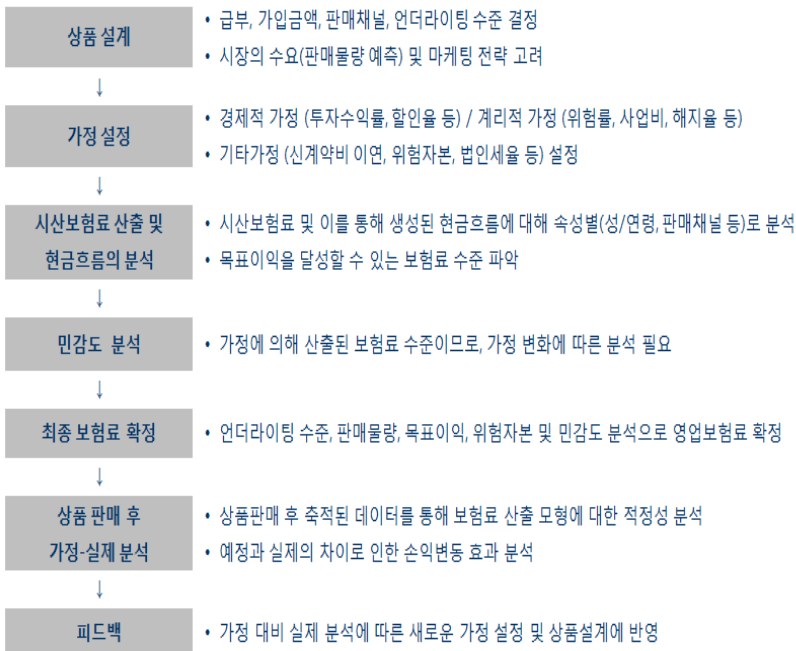 상품 설계
• 급부, 가입금액, 판매채널, 언더라이팅 수준 결정
• 시장의 수요(판매물량 예측) 및 마케팅 전략 고려
↓
가정 설정
• 경제적 가정 (투자수익률, 할인율 등) / 계리적 가정 (위험률, 사업비, 해지율 등)
• 기타가정 (신계약비 이연, 위험자본, 법인세율 등) 설정
↓
시산보험료 산출 및
현금흐름의 분석
• 시산보험료 및 이를 통해 생성된 현금흐름에 대해 속성별(성/연령, 판매채널 등)로 분석
• 목표이익을 달성할 수 있는 보험료 수준 파악
↓
민감도 분석
• 가정에 의해 산출된 보험료 수준이므로, 가정 변화에 따른 분석 필요
↓
최종 보험료 확정
• 언더라이팅 수준, 판매물량, 목표이익, 위험자본 및 민감도 분석으로 영업보험료 확정
↓
상품 판매 후
가정-실제 분석
• 상품판매 후 축적된 데이터를 통해 보험료 산출 모형에 대한 적정성 분석
• 예정과 실제의 차이로 인한 손익변동 효과 분석
↓
피드백
• 가정 대비 실제 분석에 따른 새로운 가정 설정 및 상품설계에 반영